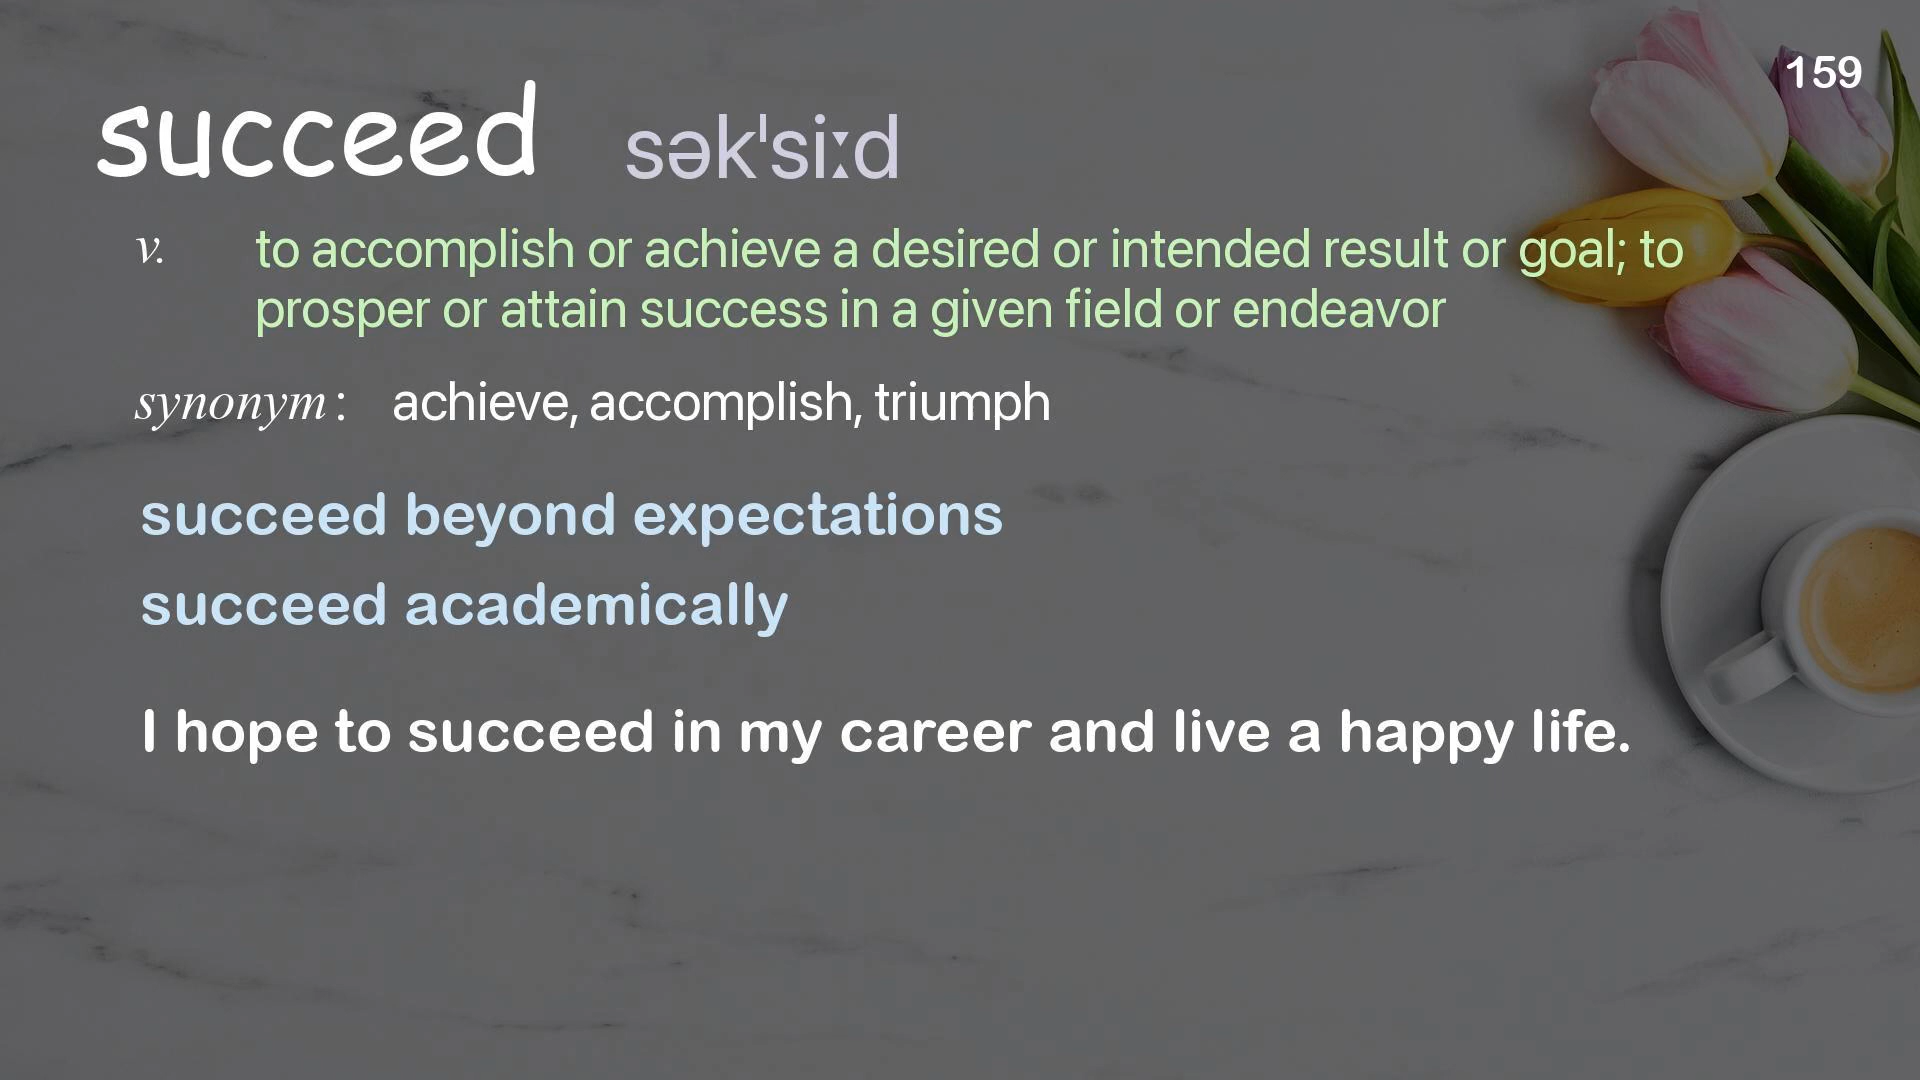 159
succeed səkˈsiːd
v. to accomplish or achieve a desired or intended result or goal; to
prosper or attain success in a given field or endeavor
synonym: achieve, accomplish, triumph
succeed beyond expectations
succeed academically
I hope to succeed in my career and live a happy life.